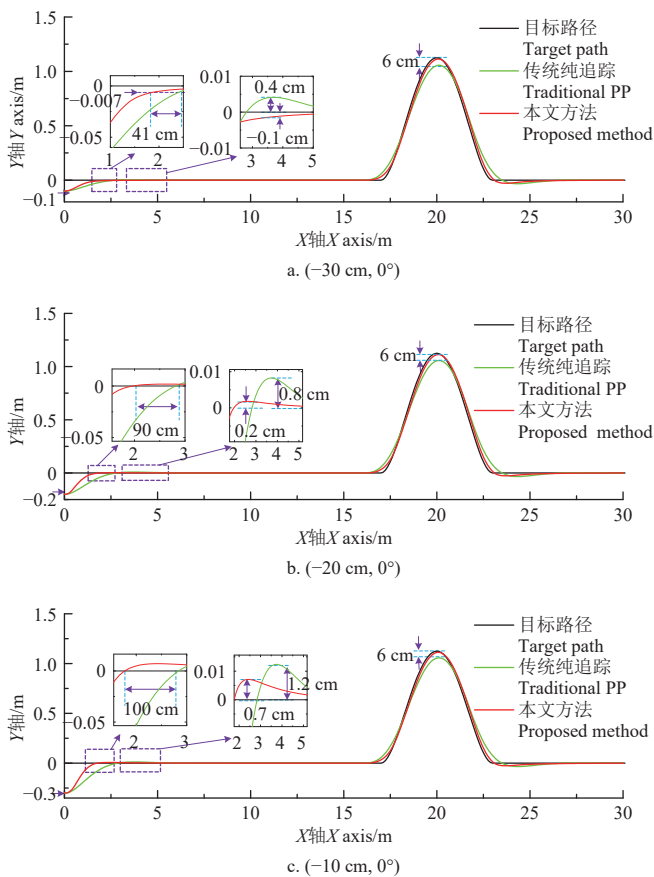 1.5
1.0
0.5
0
−0.1
Y轴Y axis/m
0
−0.007
−0.05
41 cm
1
2
0.01
0
−0.01
0.4 cm
−0.1 cm
3
4
5
6 cm
目标路径
Target path
传统纯追踪
Traditional PP
本文方法
Proposed method
0
5
10
15
20
25
30
X轴X axis/m
a. (−30 cm, 0°)
1.5
1.0
0.5
0
−0.2
Y轴/m
0
−0.05
90 cm
2
3
0.01
0
0.8 cm
0.2 cm
2
3
4
5
6 cm
目标路径
Target path
传统纯追踪
Traditional PP
本文方法
Proposed method
0
5
10
15
20
25
30
X轴X axis/m
b. (−20 cm, 0°)
1.5
1.0
0.5
0
−0.3
Y轴/m
0
−0.05
100 cm
2
3
0.01
0
1.2 cm
0.7 cm
2
3
4
5
6 cm
目标路径
Target path
传统纯追踪
Traditional PP
本文方法
Proposed method
0
5
10
15
20
25
30
X轴X axis/m
c. (−10 cm, 0°)